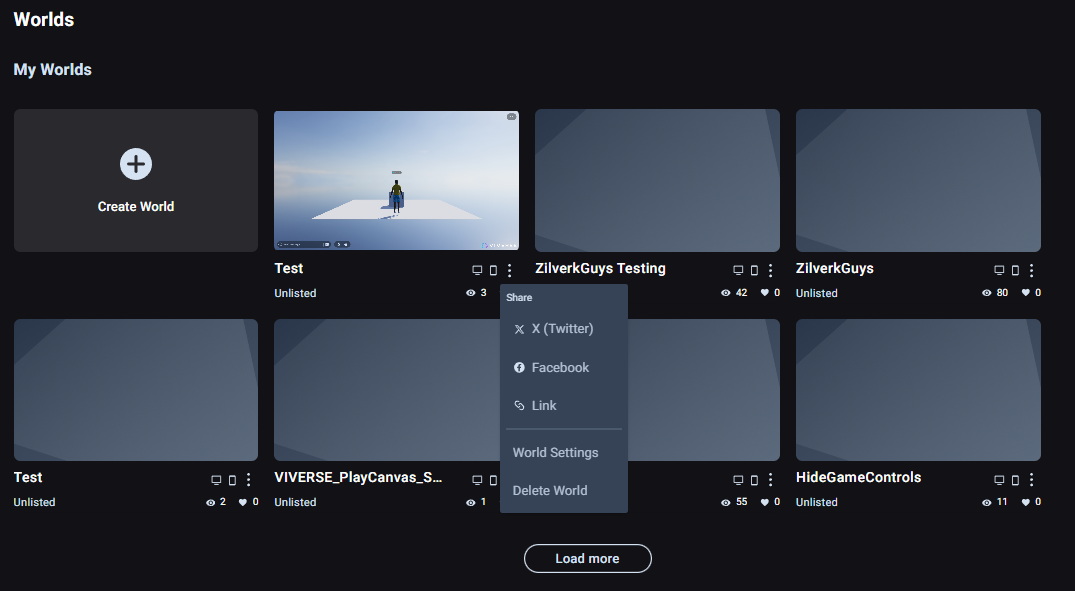 Worlds
My Worlds
Create World
Test
Unlisted
3
ZilverkGuys Testing
42
0
ZilverkGuys
Unlisted
80
0
Share
X (Twitter)
Facebook
Link
World Settings
Delete World
Test
Unlisted
2
0
VIVERSE_PlayCanvas_S...
Unlisted
1
55
0
HideGameControls
Unlisted
11
0
Load more